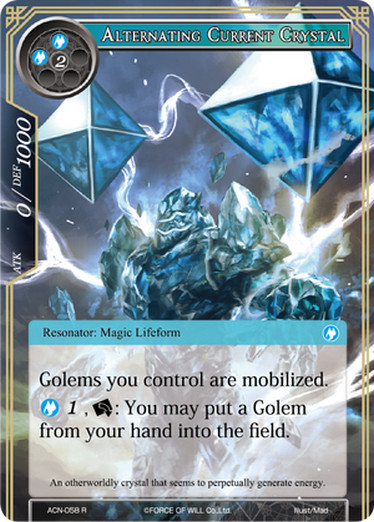 Alternating Current Crystal
2
ATK 0 / DEF 1000
Resonator: Magic Lifeform
Golems you control are mobilized.
1 , : You may put a Golem
from your hand into the field.
An otherworldly crystal that seems to perpetually generate energy.
ACN-058 R ©FORCE OF WILL Co.,Ltd. Illust/Mad